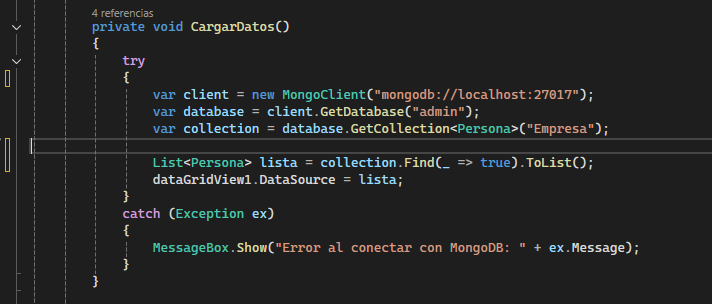 4 referencias
private void CargarDatos()
{
try
{
var client = new MongoClient("mongodb://localhost:27017");
var database = client.GetDatabase("admin");
var collection = database.GetCollection<Persona>("Empresa");
List<Persona> lista = collection.Find(_ => true).ToList();
dataGridView1.DataSource = lista;
}
catch (Exception ex)
{
MessageBox.Show("Error al conectar con MongoDB: " + ex.Message);
}
}